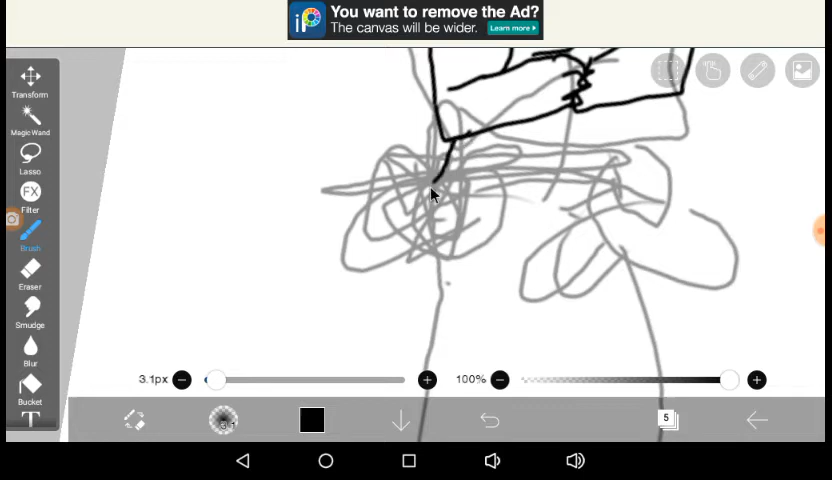 iP
You want to remove the Ad?
The canvas will be wider.
Learn more
Transform
Magic Wand
Lasso
FX
Filter
Brush
Eraser
Smudge
Blur
Bucket
T
3.1px
100%
5